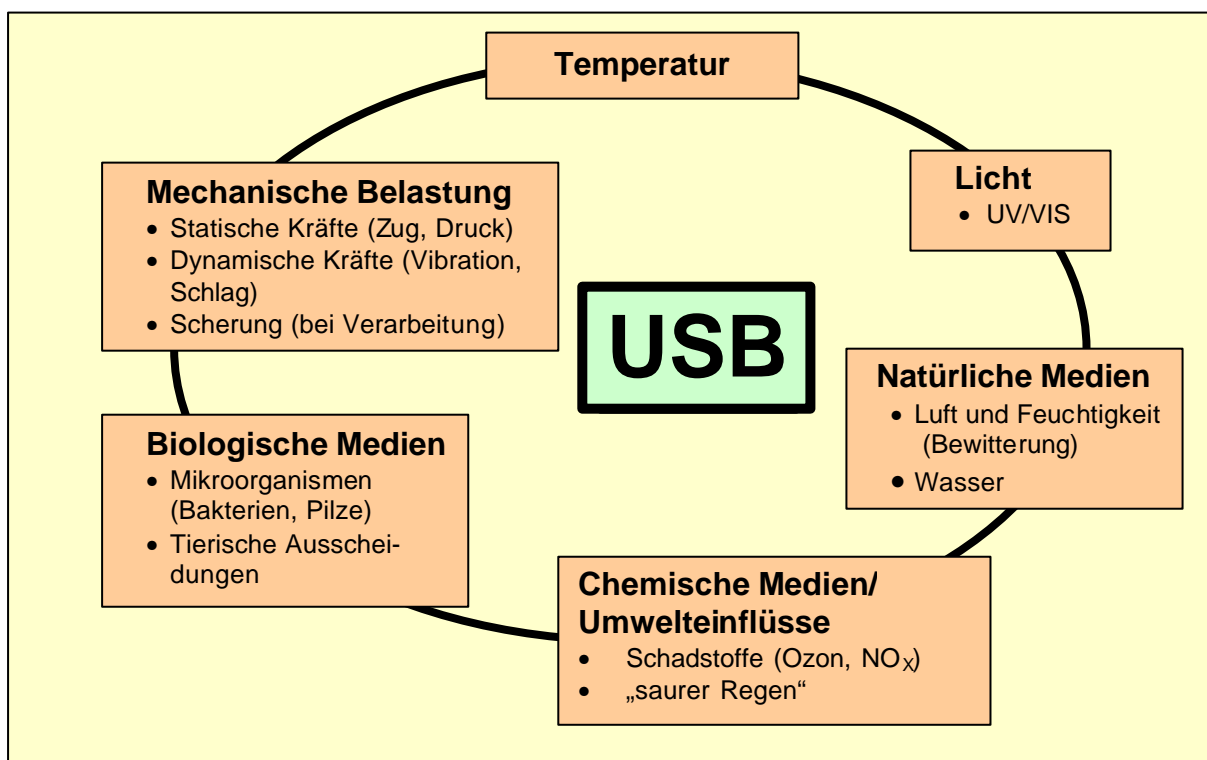 Temperatur
Licht
• UV/VIS
Mechanische Belastung
• Statische Kräfte (Zug, Druck)
• Dynamische Kräfte (Vibration,
Schlag)
• Scherung (bei Verarbeitung)
USB
Natürliche Medien
• Luft und Feuchtigkeit
(Bewitterung)
• Wasser
Biologische Medien
• Mikroorganismen
(Bakterien, Pilze)
• Tierische Ausschei-
dungen
Chemische Medien/
Umwelteinflüsse
• Schadstoffe (Ozon, NOX)
• „saurer Regen“